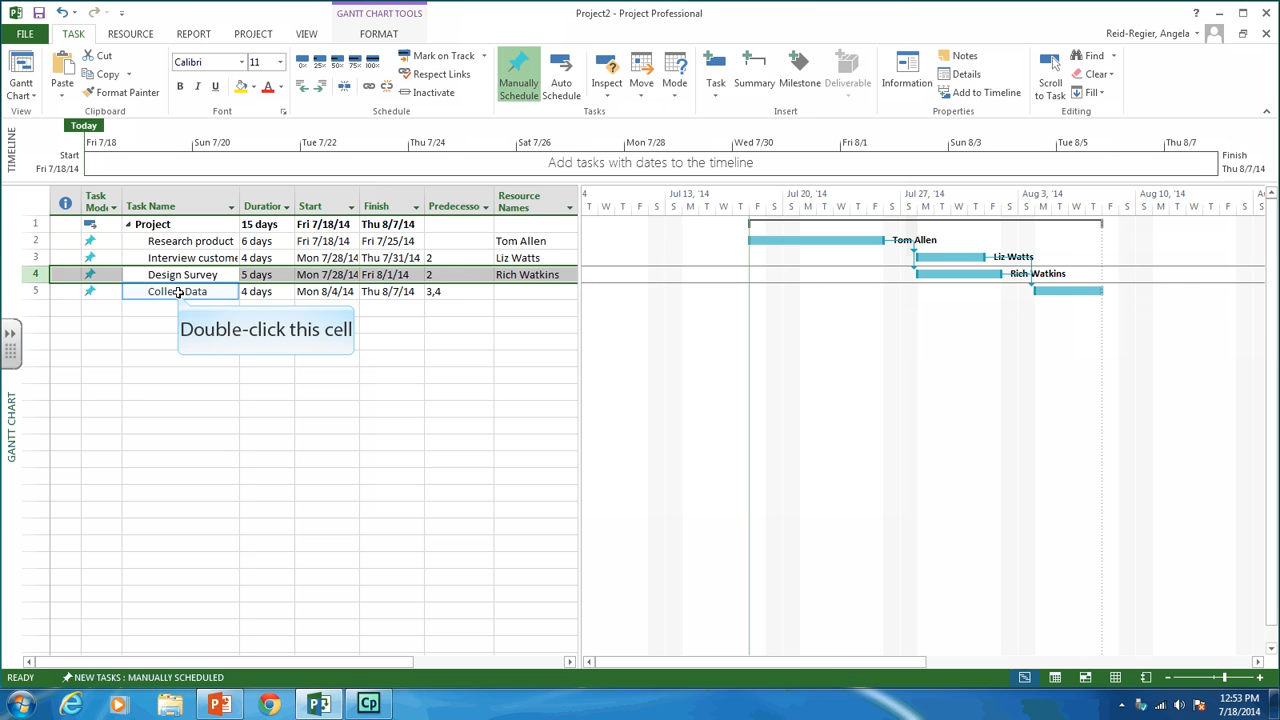 GANTT CHART TOOLS
Project2 - Project Professional
FILE TASK RESOURCE REPORT PROJECT VIEW FORMAT
Reid-Regier, Angela
Gantt Chart
View
Paste
Cut
Copy
Format Painter
Clipboard
Calibri 11
B I U A
Font
0% 25% 50% 75% 100%
Mark on Track
Respect Links
Inactivate
Schedule
Manually Schedule
Auto Schedule
Inspect
Move
Mode
Tasks
Task
Summary
Milestone
Deliverable
Insert
Information
Notes
Details
Add to Timeline
Properties
Scroll to Task
Find
Clear
Fill
Editing
TIMELINE
Today
Start
Fri 7/18/14
Fri 7/18 Sun 7/20 Tue 7/22 Thu 7/24 Sat 7/26 Mon 7/28 Wed 7/30 Fri 8/1 Sun 8/3 Tue 8/5 Thu 8/7
Add tasks with dates to the timeline
Finish
Thu 8/7/14
GANTT CHART
Task Mode Task Name Duration Start Finish Predecesso Resource Names
1 Project 15 days Fri 7/18/14 Thu 8/7/14
2 Research product 6 days Fri 7/18/14 Fri 7/25/14 Tom Allen
3 Interview custome 4 days Mon 7/28/14 Thu 7/31/14 2 Liz Watts
4 Design Survey 5 days Mon 7/28/14 Fri 8/1/14 2 Rich Watkins
5 Collect Data 4 days Mon 8/4/14 Thu 8/7/14 3,4
Double-click this cell
4 Jul 13, '14 Jul 20, '14 Jul 27, '14 Aug 3, '14 Aug 10, '14
T W T F S S M T W T F S S M T W T F S S M T W T F S S M T W T F S S M T W T F S S
Tom Allen
Liz Watts
Rich Watkins
READY NEW TASKS : MANUALLY SCHEDULED
Cp
12:53 PM
7/18/2014